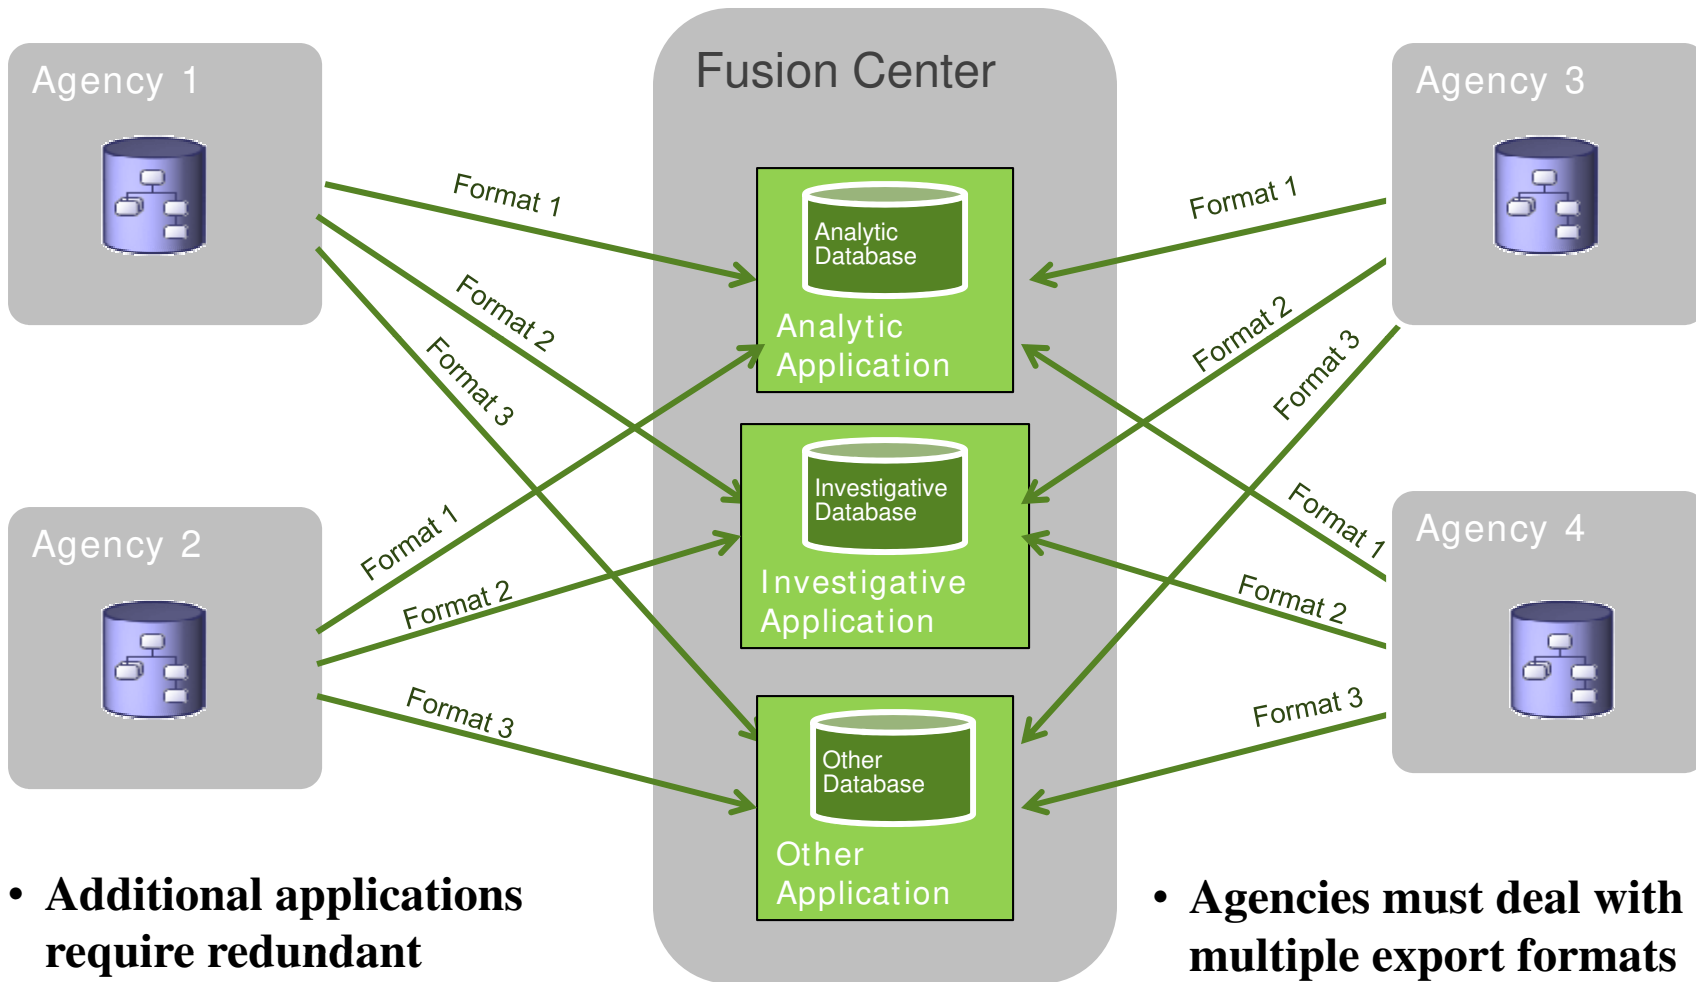 Fusion Center
Agency 1
Agency 3
Format 1
Format 2
Format 3
Format 1
Format 2
Format 3
Analytic
Database
Analytic
Application
Investigative
Database
Investigative
Application
Other
Database
Other
Application
Agency 2
Agency 4
Format 1
Format 2
Format 3
Format 1
Format 2
Format 3
• Additional applications
require redundant
• Agencies must deal with
multiple export formats